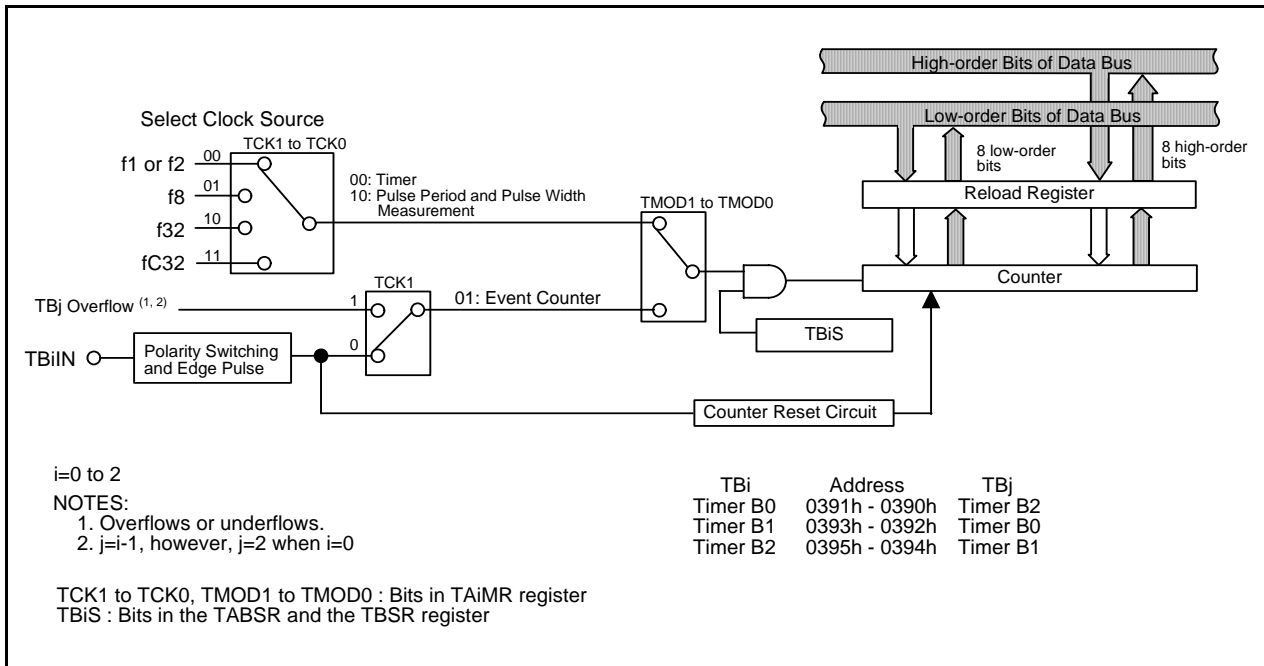 High-order Bits of Data Bus
Low-order Bits of Data Bus
8 low-order
bits
8 high-order
bits
Reload Register
Counter
Select Clock Source
TCK1 to TCK0
f1 or f2
00
f8
01
f32
10
fC32
11
00: Timer
10: Pulse Period and Pulse Width
Measurement
TMOD1 to TMOD0
TCK1
TBj Overflow (1, 2)
1
01: Event Counter
0
TBiIN
Polarity Switching
and Edge Pulse
TBiS
Counter Reset Circuit
i=0 to 2
NOTES:
1. Overflows or underflows.
2. j=i-1, however, j=2 when i=0
TBi Address TBj
Timer B0 0391h - 0390h Timer B2
Timer B1 0393h - 0392h Timer B0
Timer B2 0395h - 0394h Timer B1
TCK1 to TCK0, TMOD1 to TMOD0 : Bits in TAiMR register
TBiS : Bits in the TABSR and the TBSR register